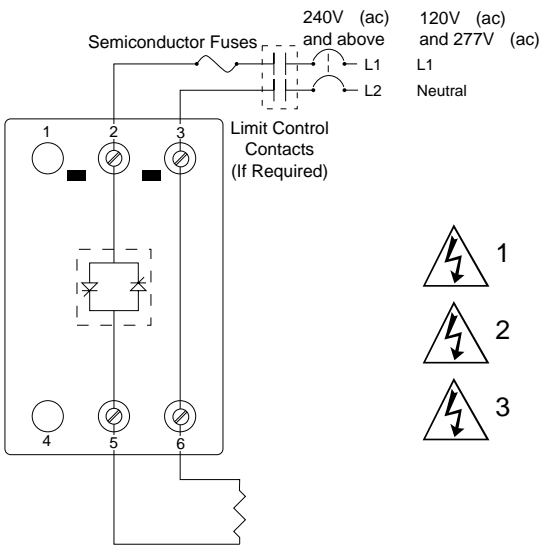 240V (ac) 120V (ac)
and above and 277V (ac)
Semiconductor Fuses
L1 L1
L2 Neutral
Limit Control
Contacts
(If Required)
1 2 3
1
2
3
4 5 6